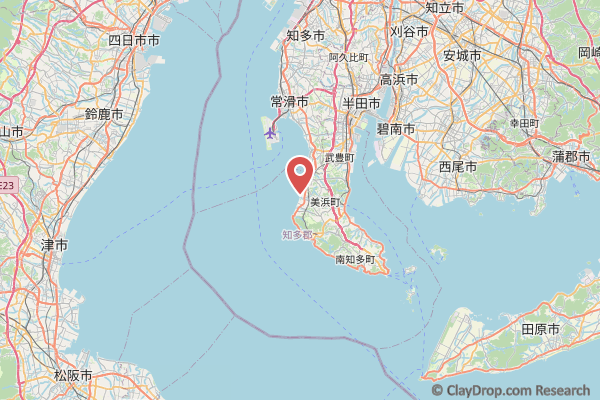 知立市
知多市
刈谷市
四日市市
阿久比町
安城市
岡崎
高浜市
常滑市
半田市
鈴鹿市
碧南市
幸田町
山市
武豊町
蒲郡市
西尾市
E23
美浜町
知多郡
津市
南知多町
田原市
松阪市
© ClayDrop.com Research